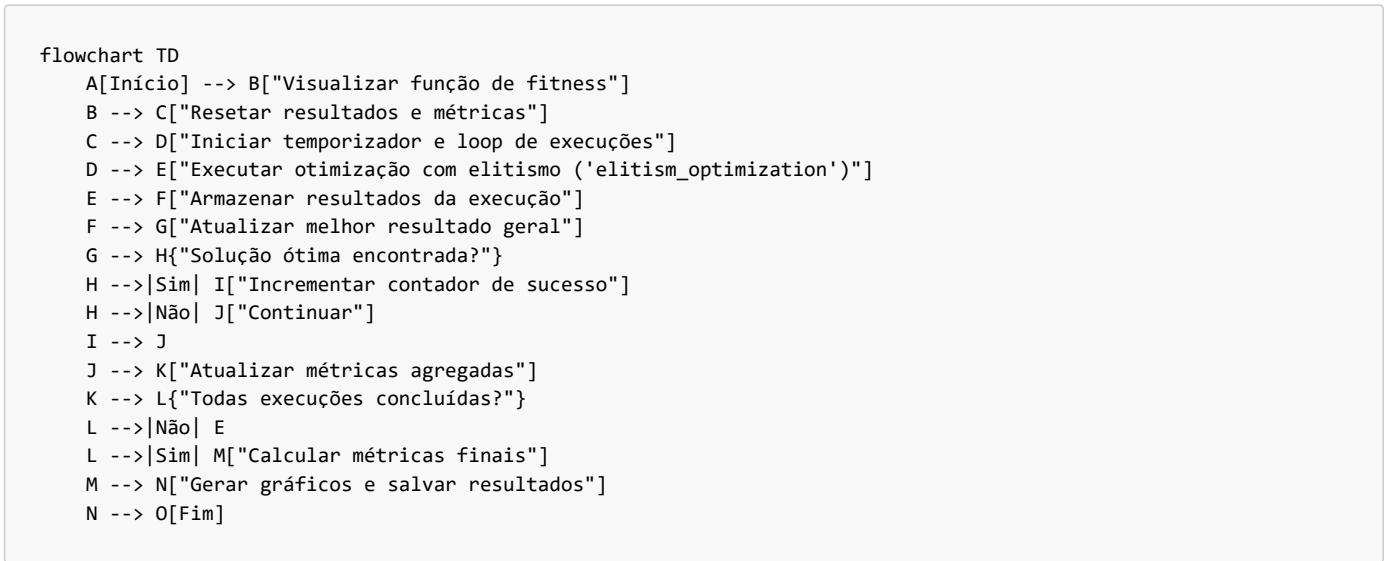 flowchart TD
    A[Início] --> B["Visualizar função de fitness"]
    B --> C["Resetar resultados e métricas"]
    C --> D["Iniciar temporizador e loop de execuções"]
    D --> E["Executar otimização com elitismo ('elitism_optimization')"]
    E --> F["Armazenar resultados da execução"]
    F --> G["Atualizar melhor resultado geral"]
    G --> H{"Solução ótima encontrada?"}
    H -->|Sim| I["Incrementar contador de sucesso"]
    H -->|Não| J["Continuar"]
    I --> J
    J --> K["Atualizar métricas agregadas"]
    K --> L{"Todas execuções concluídas?"}
    L -->|Não| E
    L -->|Sim| M["Calcular métricas finais"]
    M --> N["Gerar gráficos e salvar resultados"]
    N --> O[Fim]